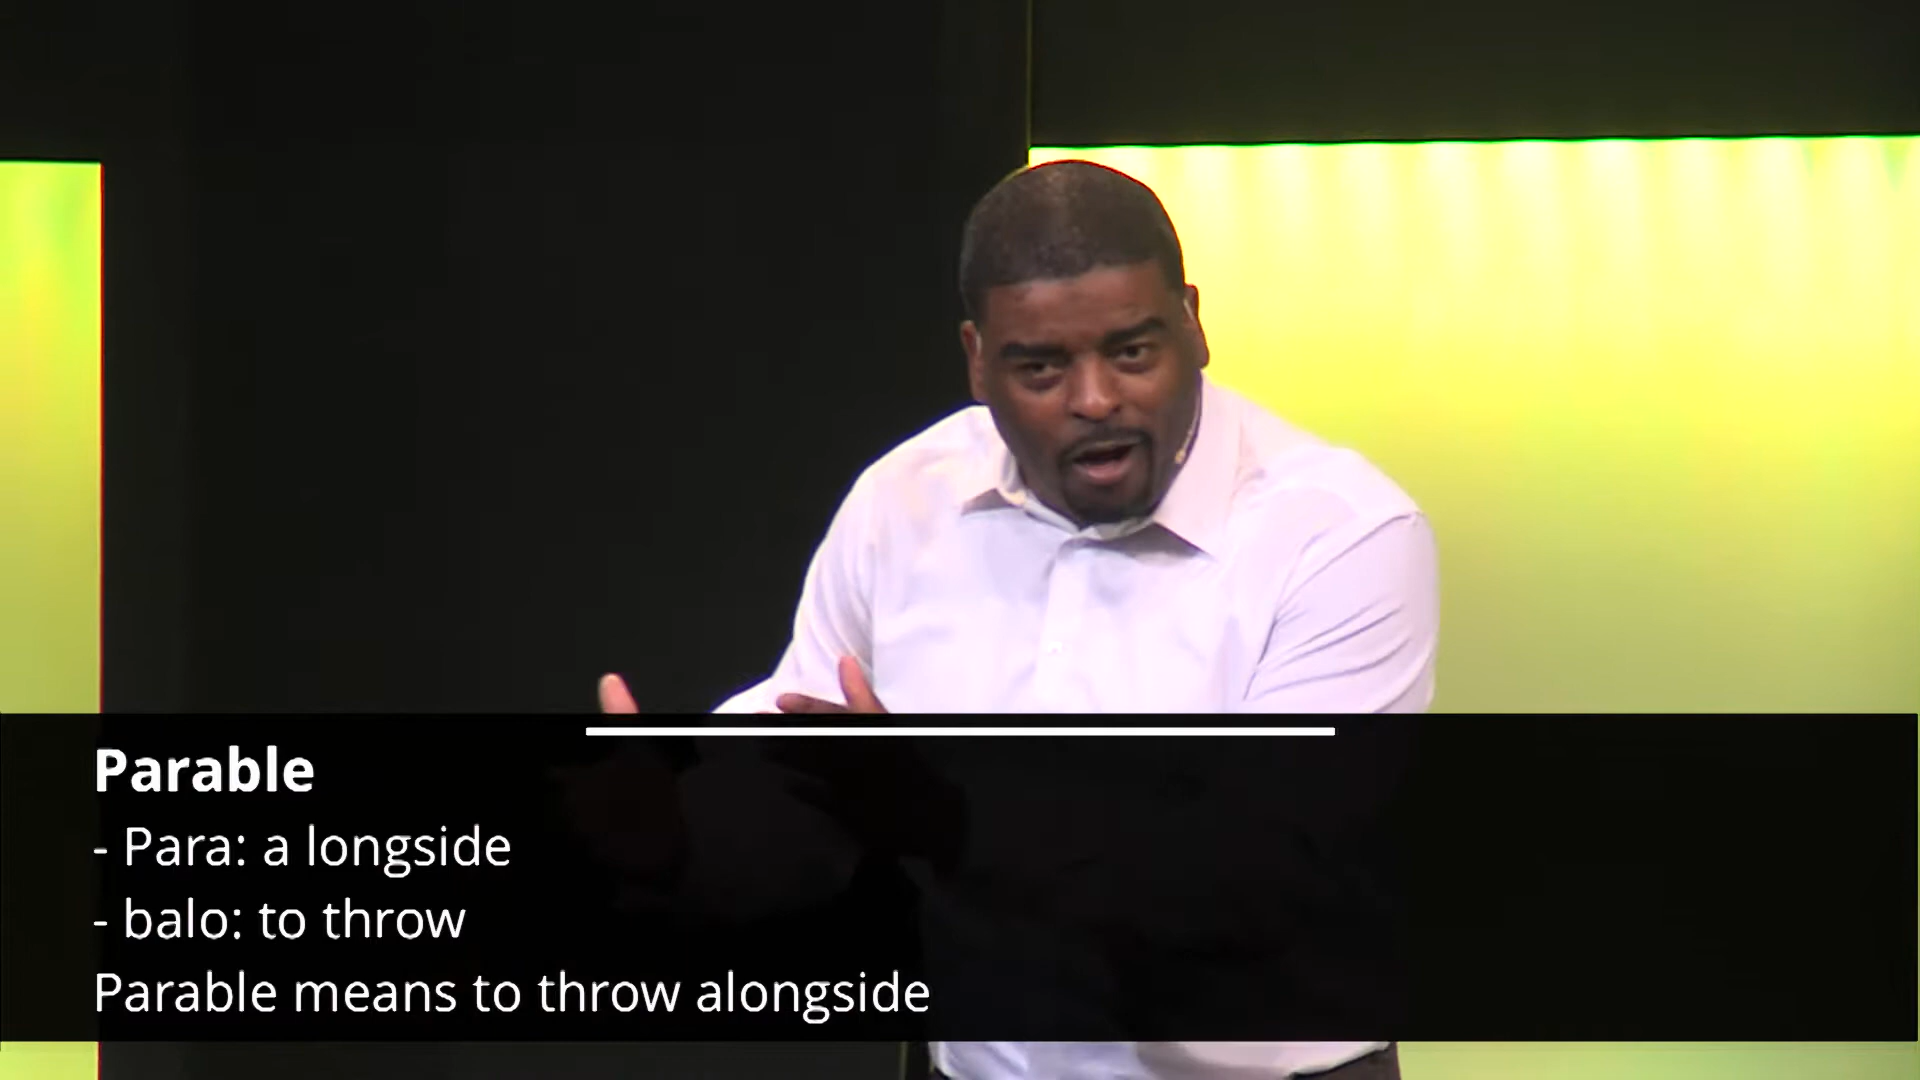 Parable
- Para: a longside
- balo: to throw
Parable means to throw alongside